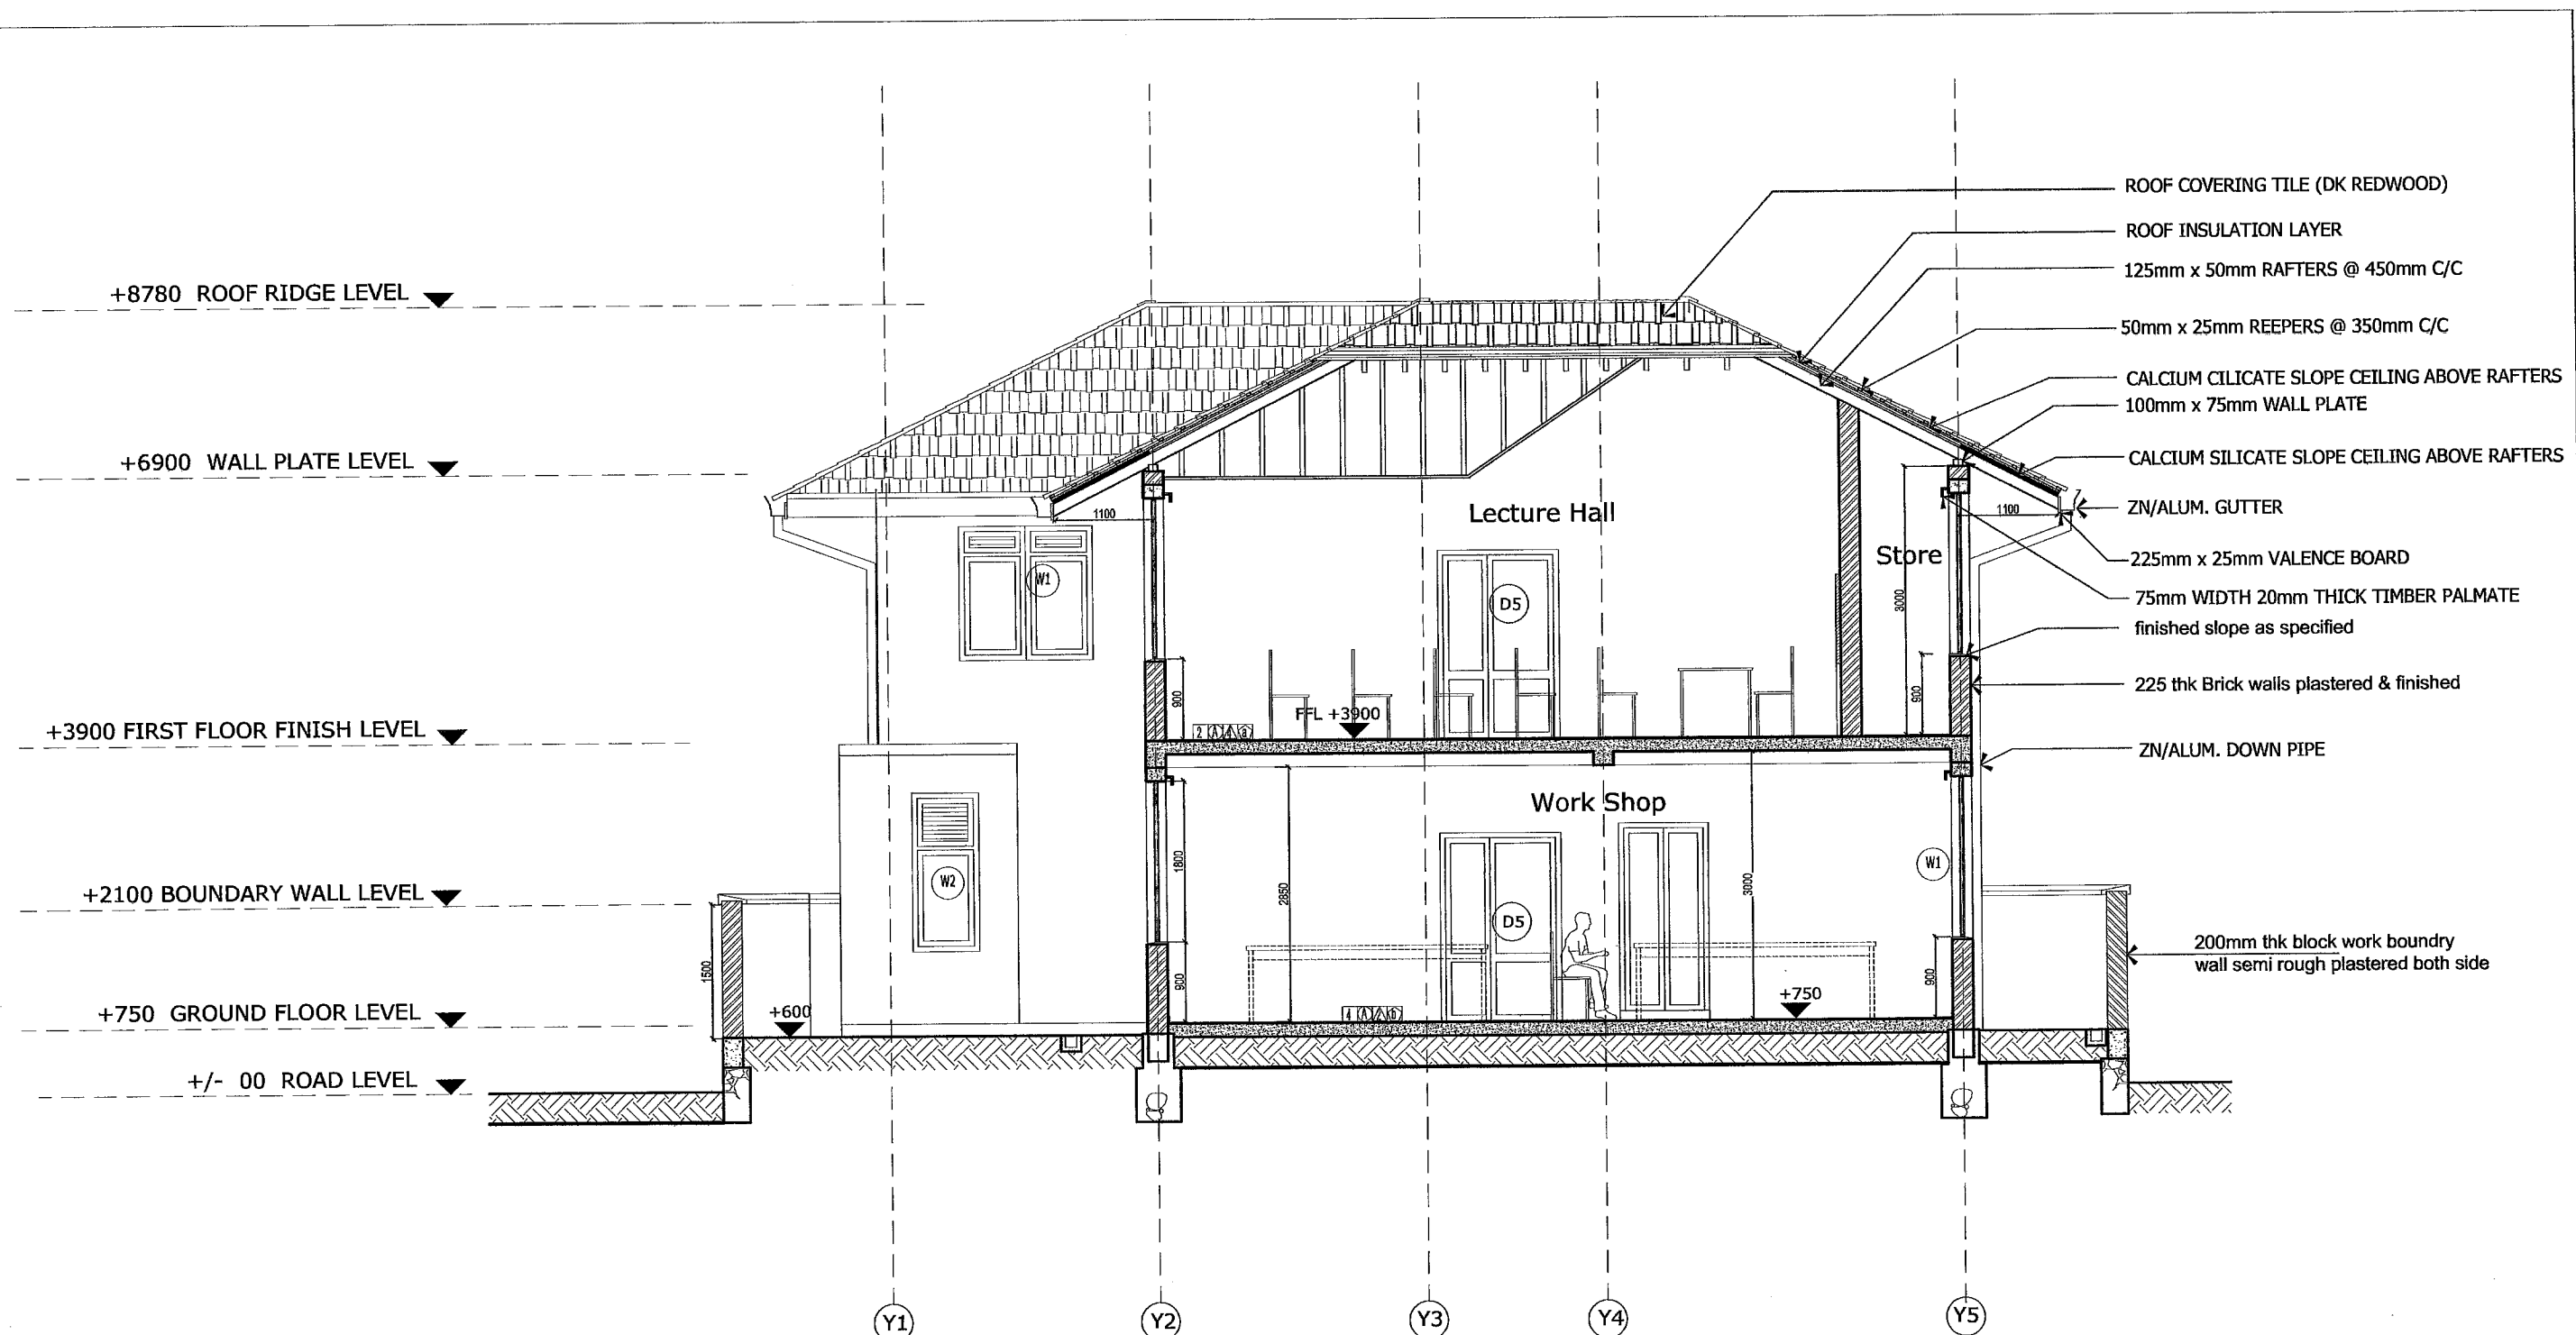 ROOF COVERING TILE (DK REDWOOD)
ROOF INSULATION LAYER
125mm x 50mm RAFTERS @ 450mm C/C
+8780 ROOF RIDGE LEVEL
50mm x 25mm REEPERS @ 350mm C/C
CALCIUM CILICATE SLOPE CEILING ABOVE RAFTERS
100mm x 75mm WALL PLATE
+6900 WALL PLATE LEVEL
CALCIUM SILICATE SLOPE CEILING ABOVE RAFTERS
1100
Lecture Hall
1100
ZN/ALUM. GUTTER
Store
225mm x 25mm VALENCE BOARD
W1
D5
3000
75mm WIDTH 20mm THICK TIMBER PALMATE
finished slope as specified
225 thk Brick walls plastered & finished
900
900
FFL +3900
+3900 FIRST FLOOR FINISH LEVEL
2 A 4 a
ZN/ALUM. DOWN PIPE
Work Shop
1800
W1
W2
2850
3000
+2100 BOUNDARY WALL LEVEL
D5
200mm thk block work boundry
wall semi rough plastered both side
1500
900
900
+750
+750 GROUND FLOOR LEVEL
+600
4 A 2 b
+/- 00 ROAD LEVEL
Y1
Y2
Y3
Y4
Y5